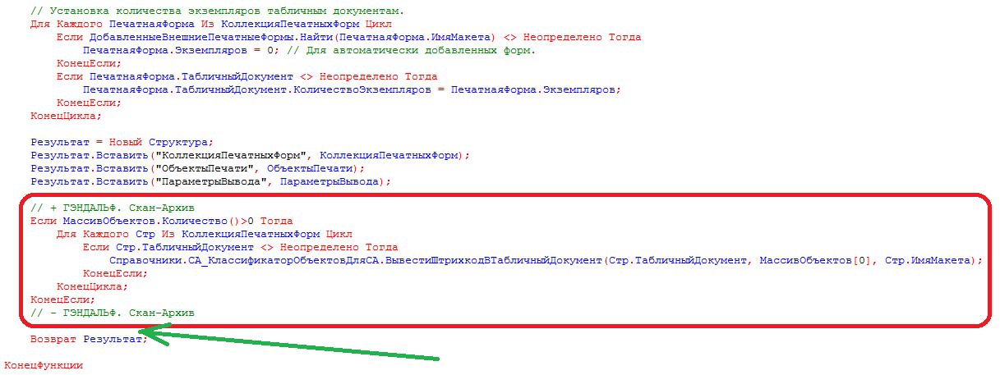 // Установка количества экземпляров табличным документам.
Для Каждого ПечатнаяФорма Из КоллекцияПечатныхФорм Цикл
Если ДобавленныеВнешниеПечатныеФормы.Найти(ПечатнаяФорма.ИмяМакета) <> Неопределено Тогда
ПечатнаяФорма.Экземпляров = 0; // Для автоматически добавленных форм.
КонецЕсли;
Если ПечатнаяФорма.ТабличныйДокумент <> Неопределено Тогда
ПечатнаяФорма.ТабличныйДокумент.КоличествоЭкземпляров = ПечатнаяФорма.Экземпляров;
КонецЕсли;
КонецЦикла;
Результат = Новый Структура;
Результат.Вставить("КоллекцияПечатныхФорм", КоллекцияПечатныхФорм);
Результат.Вставить("ОбъектыПечати", ОбъектыПечати);
Результат.Вставить("ПараметрыВывода", ПараметрыВывода);
// + ГЭНДАЛЬФ. Скан-Архив
Если МассивОбъектов.Количество()>0 Тогда
Для Каждого Стр Из КоллекцияПечатныхФорм Цикл
Если Стр.ТабличныйДокумент <> Неопределено Тогда
Справочники.СА_КлассификаторОбъектовДляСА.ВывестиШтрихкодВТабличныйДокумент(Стр.ТабличныйДокумент, МассивОбъектов[0], Стр.ИмяМакета);
КонецЕсли;
КонецЦикла;
КонецЕсли;
// - ГЭНДАЛЬФ. Скан-Архив
Возврат Результат;
КонецФункции